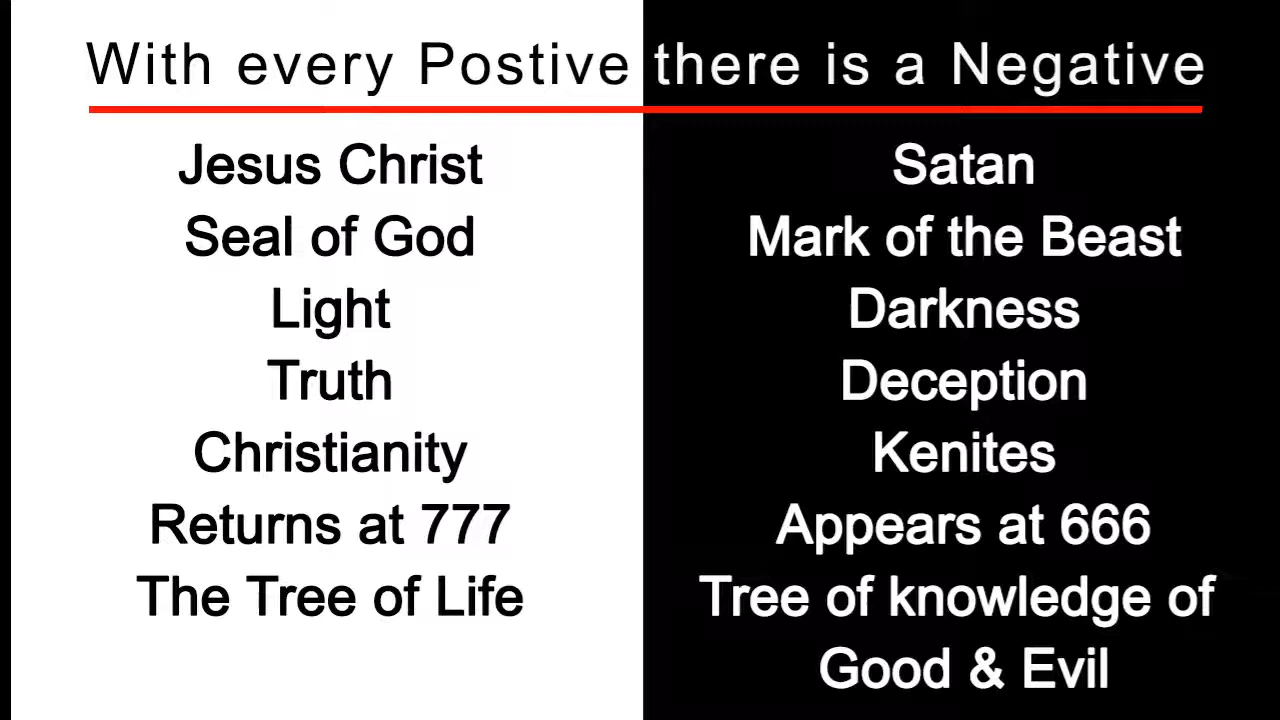 With every Postive there is a Negative
Jesus Christ
Satan
Seal of God
Mark of the Beast
Light
Darkness
Truth
Deception
Christianity
Kenites
Returns at 777
Appears at 666
The Tree of Life
Tree of knowledge of
Good & Evil